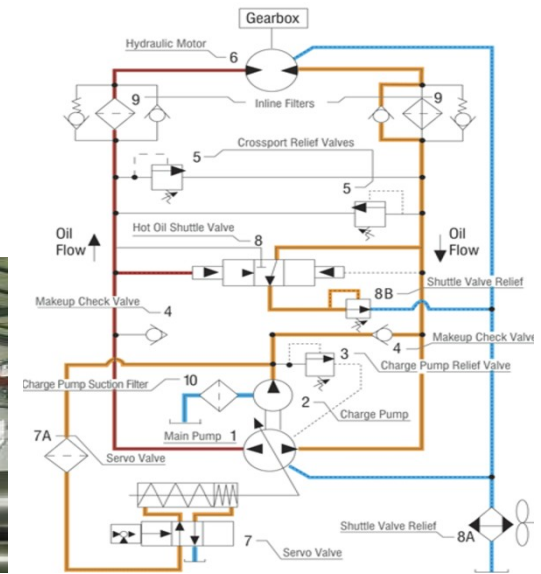 Gearbox
Hydraulic Motor
6
9
Inline Filters
9
Crossport Relief Valves
5
5
Oil
Flow
Hot Oil Shuttle Valve
8
Oil
Flow
8B
Shuttle Valve Relief
Makeup Check Valve
4
4
Makeup Check Valve
3
Charge Pump Relief Valve
Charge Pump Suction Filter
10
2
Charge Pump
Main Pump
1
7A
Servo Valve
7
Servo Valve
Shuttle Valve Relief
8A